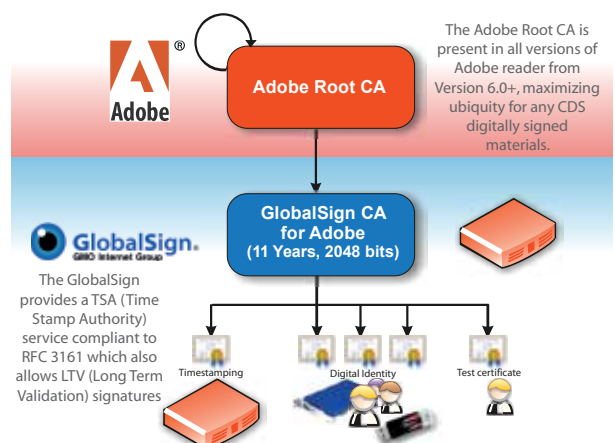 ®
Adobe
Adobe Root CA
The Adobe Root CA is
present in all versions of
Adobe reader from
Version 6.0+, maximizing
ubiquity for any CDS
digitally signed
materials.
GlobalSign CA
for Adobe
(11 Years, 2048 bits)
GlobalSign.
GMO Internet Group
The GlobalSign
provides a TSA (Time
Stamp Authority)
service compliant to
RFC 3161 which also
allows LTV (Long Term
Validation) signatures
Timestamping
Digital Identity
Test certificate